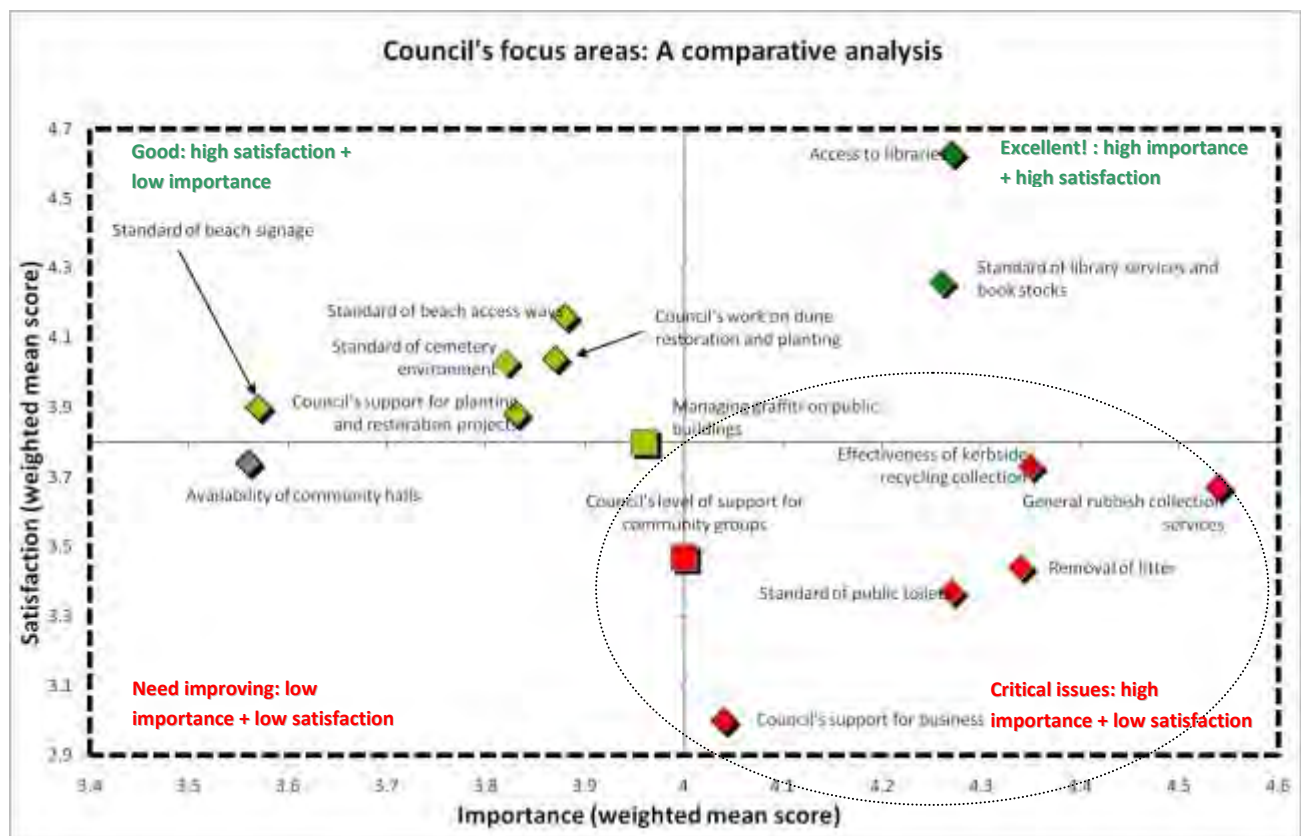 Council's focus areas: A comparative analysis
4.7
4.5
4.3
4.1
3.9
3.7
3.5
3.3
3.1
2.9
Satisfaction (weighted mean score)
Good: high satisfaction +
low importance
Access to libraries
Excellent! : high importance
+ high satisfaction
Standard of beach signage
Standard of library services and
book stocks
Standard of beach access ways
Council's work on dune
restoration and planting
Standard of cemetery
environment
Council's support for planting
and restoration projects
Managing graffiti on public
buildings
Effectiveness of kerbside
recycling collection
Availability of community halls
Council's level of support for
community groups
General rubbish collection
services
Removal of litter
Standard of public toilets
Need improving: low
importance + low satisfaction
Critical issues: high
importance + low satisfaction
Council's support for business
3.4
3.5
3.6
3.7
3.8
3.9
4
4.1
4.2
4.3
4.4
4.5
4.6
Importance (weighted mean score)